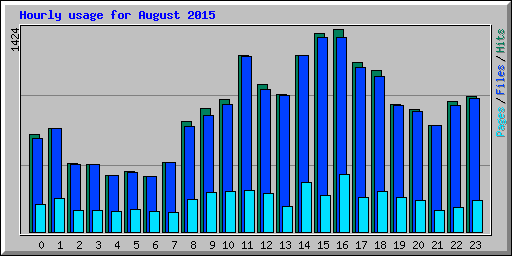 Hourly usage for August 2015
1424
Pages/Files/Hits
0 1 2 3 4 5 6 7 8 9 10 11 12 13 14 15 16 17 18 19 20 21 22 23